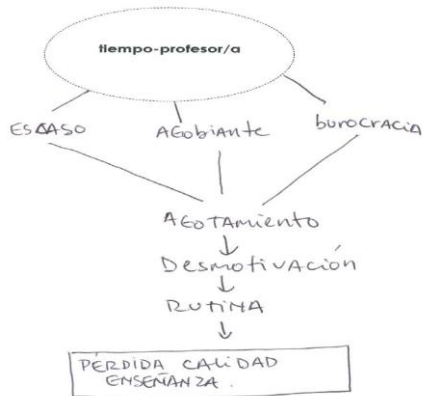 tiempo-profesor/a
ESCASO AGobiante burocracia
AGOTAMiento
Desmotivación
RUTINA
PÉRDIDA CALIDAD
ENSEÑANZA.